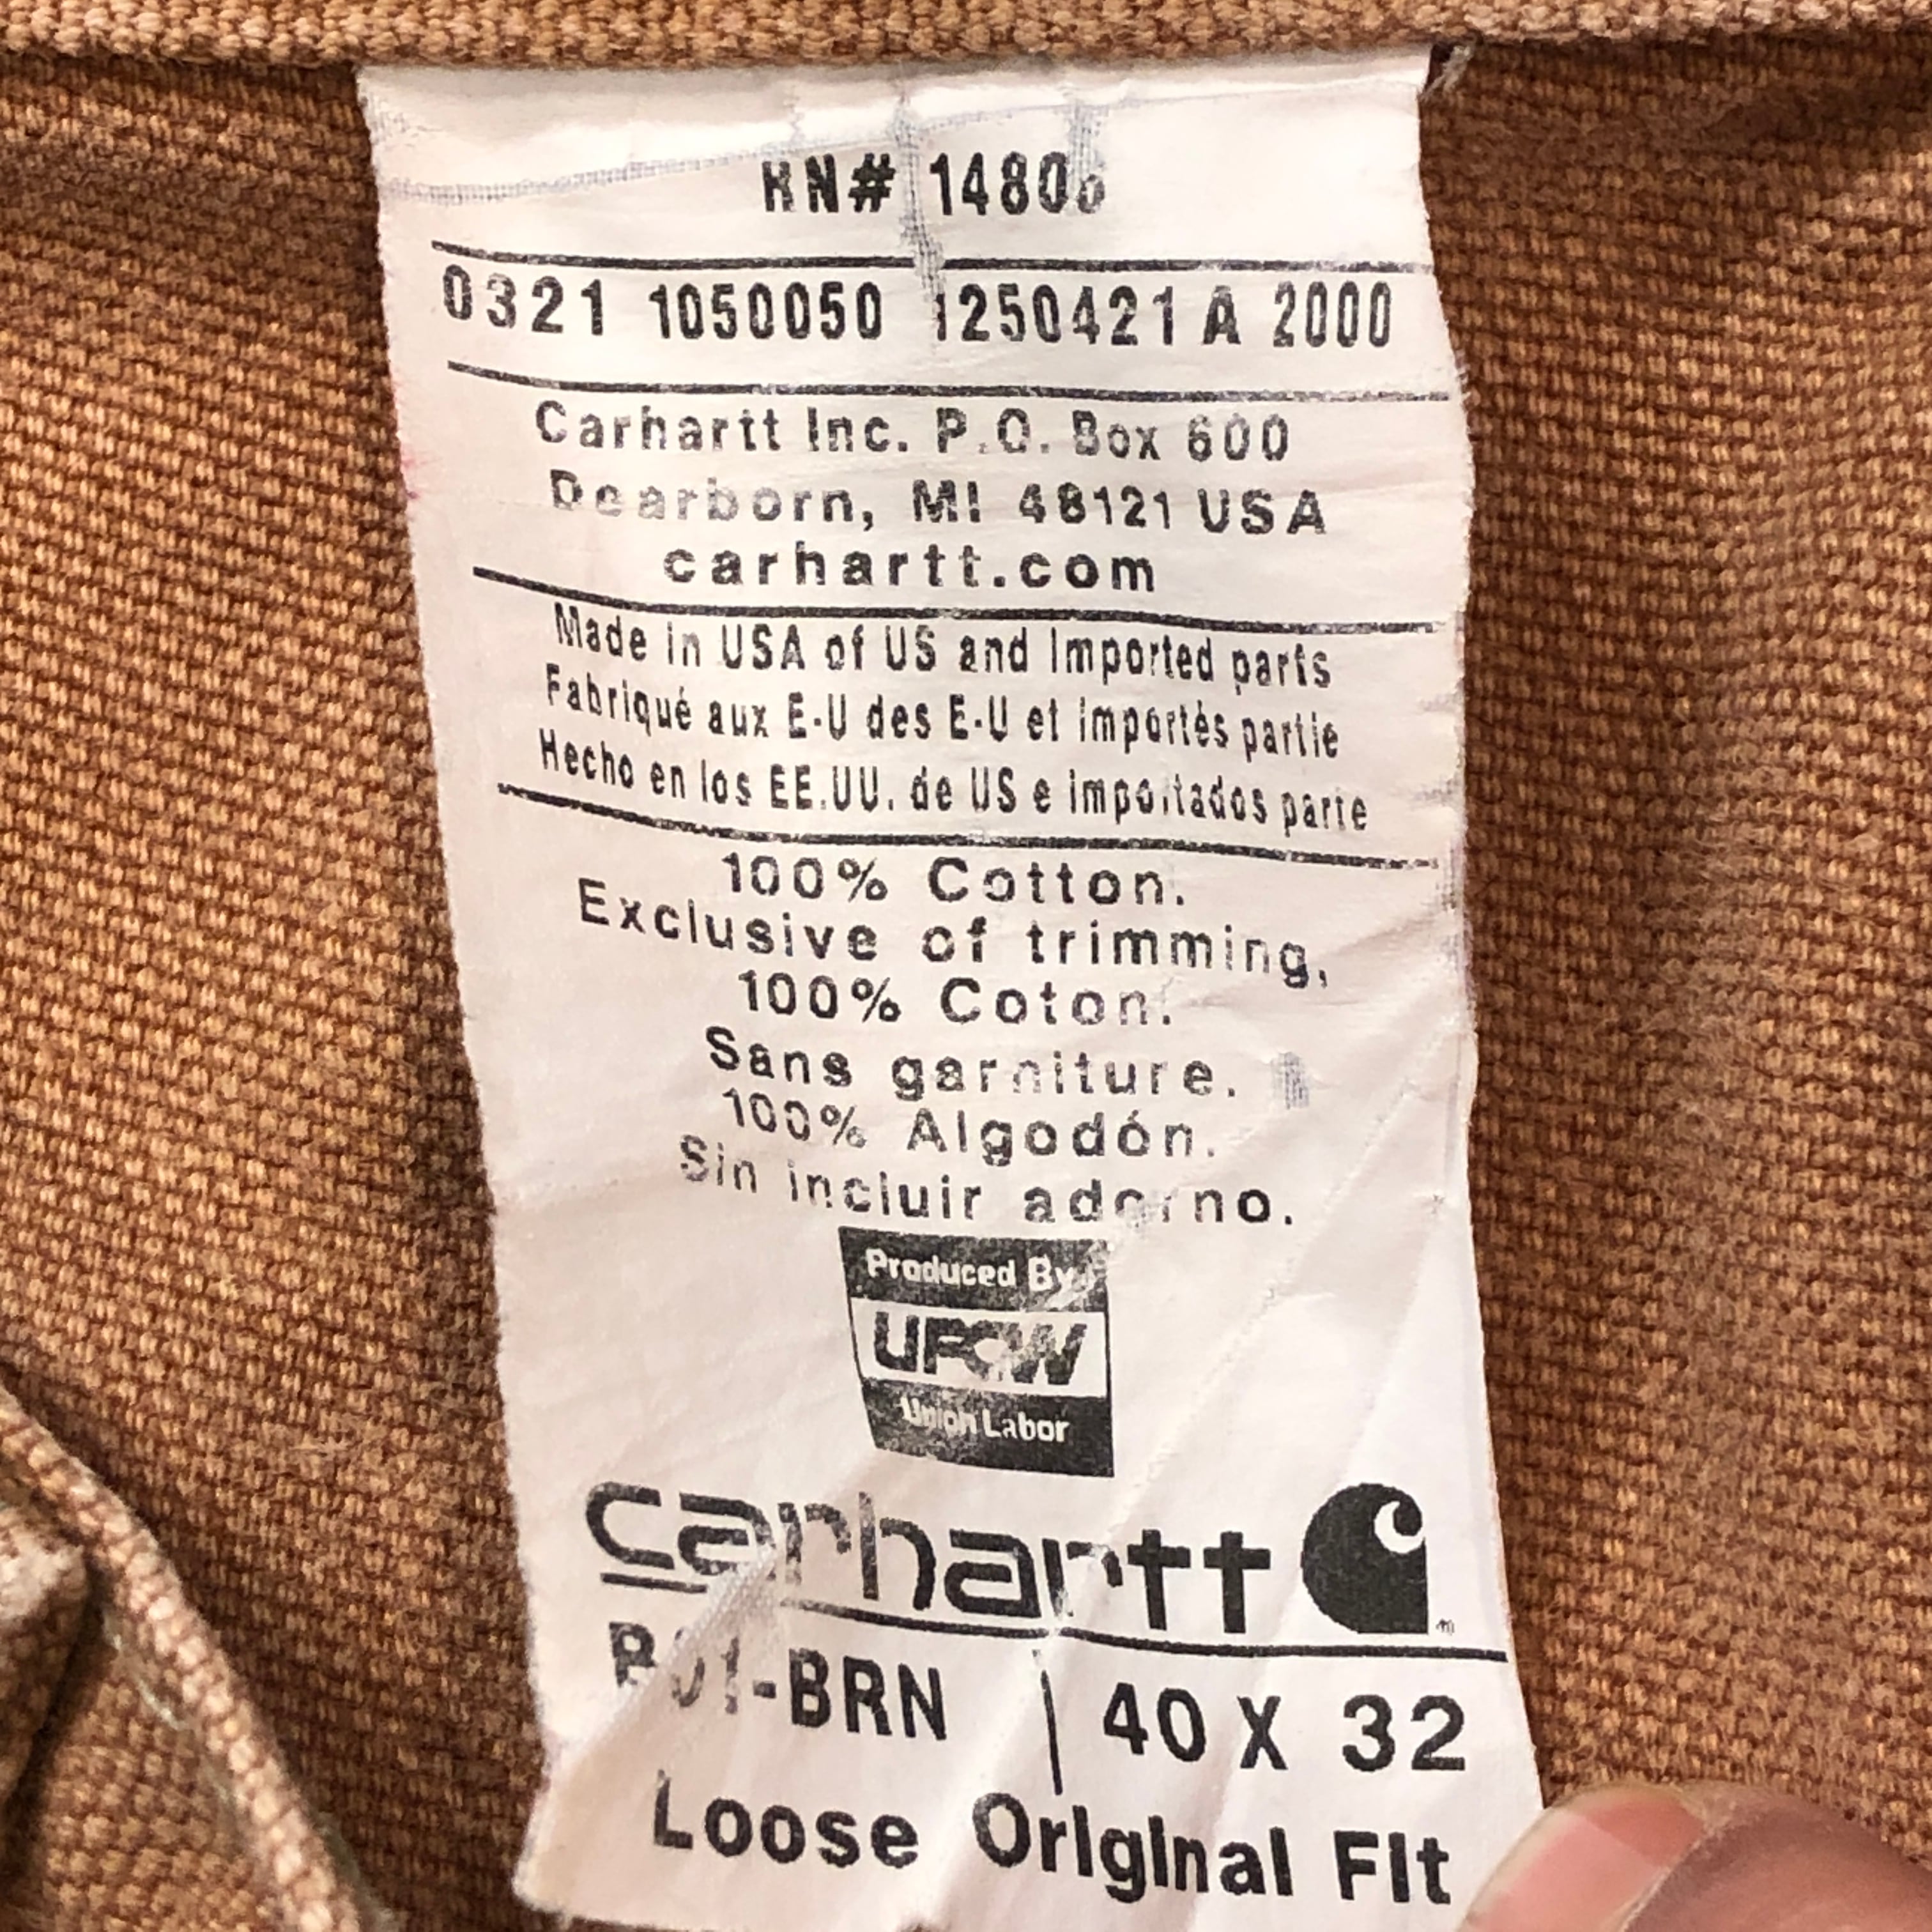 RN# 14806
0321 1050050 1250421 A 2000
Carhartt Inc. P.O. Box 600
Dearborn, MI 48121 USA
carhartt.com
Made in USA of US and Imported parts
Fabriqué aux E-U des E-U et importés partie
Hecho en los EE.UU. de US e importados parte
100% Cotton.
Exclusive of trimming,
100% Coton.
Sans garniture.
100% Algodón.
Sin incluir adorno.
Produced By
UFCW
Union Labor
carhartt
B01-BRN | 40 X 32
Loose Original Fit